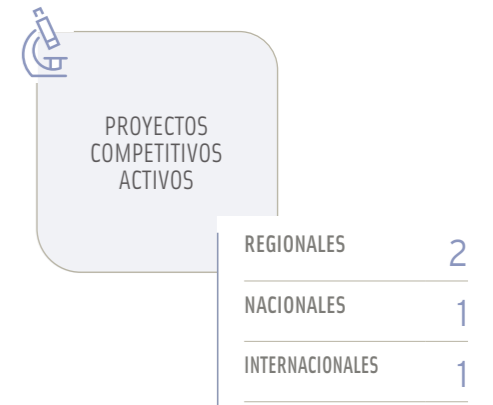 PROYECTOS
COMPETITIVOS
ACTIVOS
REGIONALES 2
NACIONALES 1
INTERNACIONALES 1